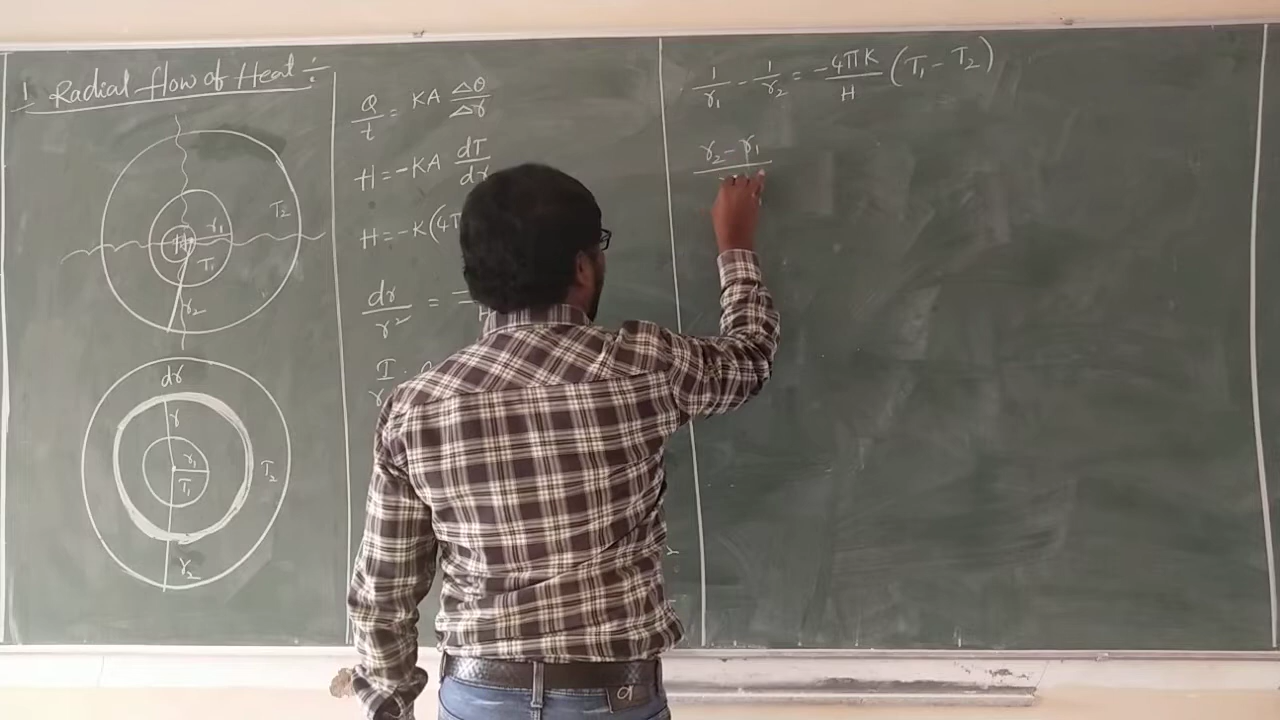 1 Radial flow of Heat :-
T₂
r₁
H
T₁
r₂
dr
r
r₁
T₁
T₂
r₂
Q/t = KA Δθ/Δr
H = -KA dT/dr
H = -K(4π
dr/r² =
1/r₁ - 1/r₂ = -4πK/H (T₁ - T₂)
r₂ - r₁